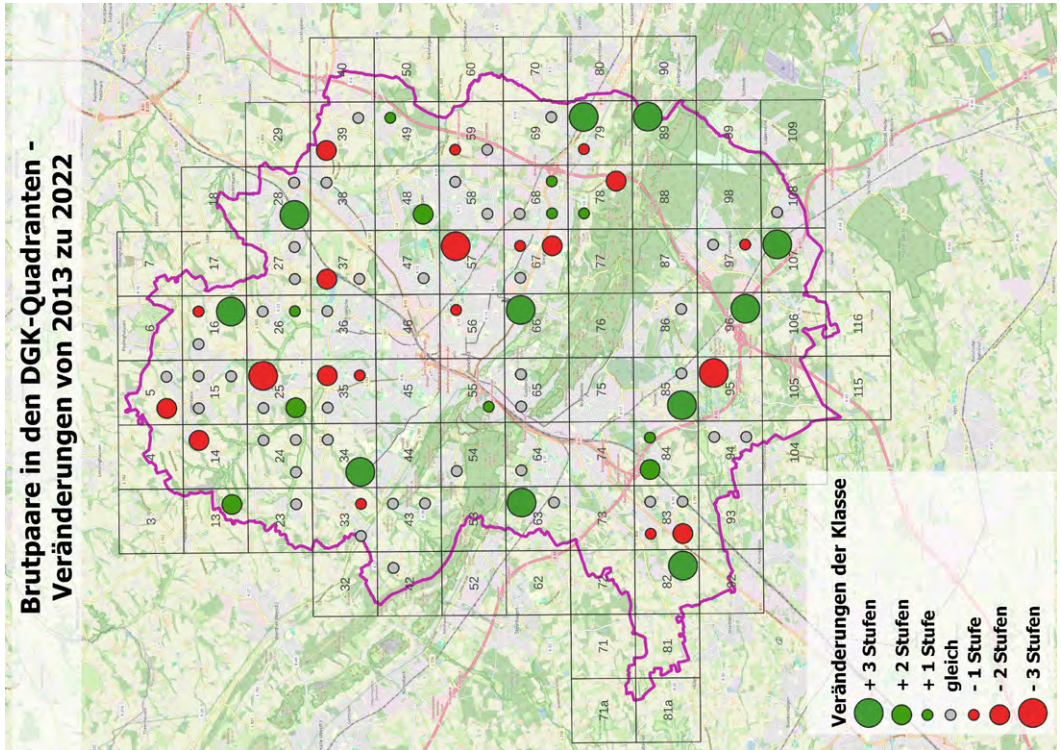 Brutpaare in den DGK-Quadranten -
Veränderungen von 2013 zu 2022
3 4 5 6 7
13 14 15 16 17 18
23 24 25 26 27 28 29
32 33 34 35 36 37 38 39 40
42 43 44 45 46 47 48 49 50
52 53 54 55 56 57 58 59 60
62 63 64 65 66 67 68 69 70
71a 71 72 73 74 75 76 77 78 79 80
81a 81 82 83 84 85 86 87 88 89 90
92 93 94 95 96 97 98 99
104 105 106 107 108 109
115 116
Veränderungen der Klasse
+ 3 Stufen
+ 2 Stufen
+ 1 Stufe
gleich
- 1 Stufe
- 2 Stufen
- 3 Stufen